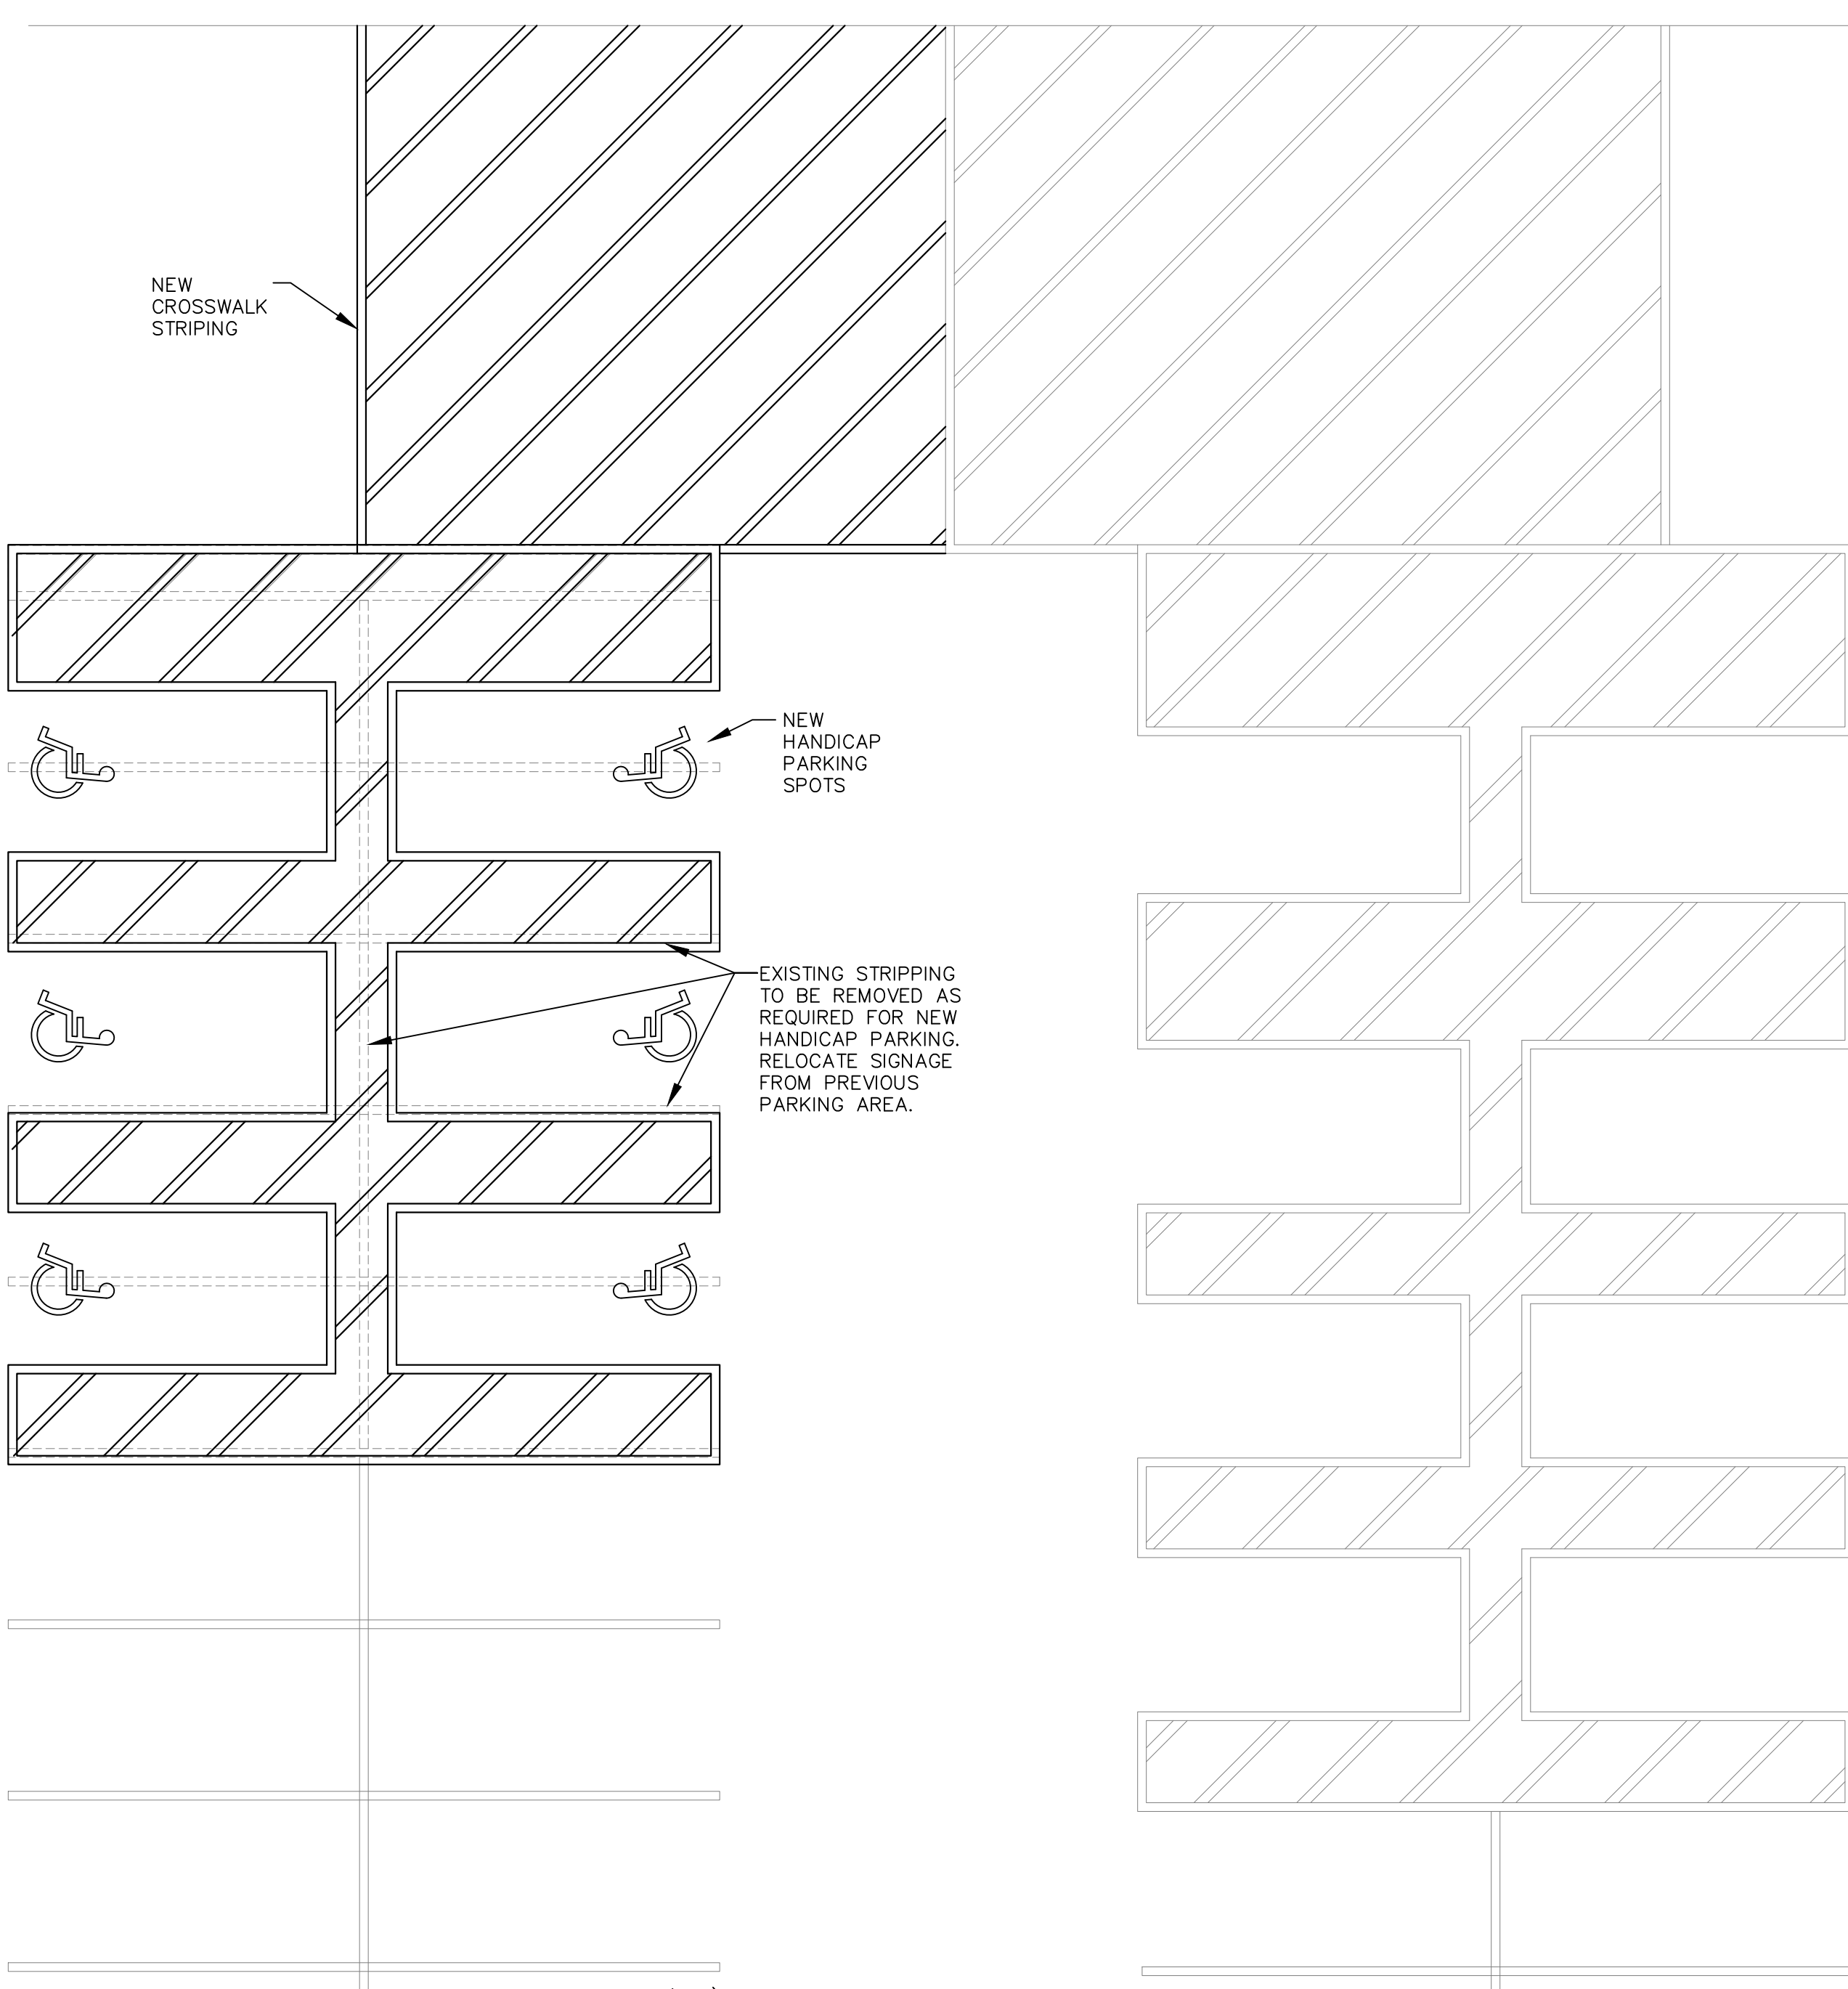 NEW
CROSSWALK
STRIPING
NEW
HANDICAP
PARKING
SPOTS
EXISTING STRIPPING
TO BE REMOVED AS
REQUIRED FOR NEW
HANDICAP PARKING.
RELOCATE SIGNAGE
FROM PREVIOUS
PARKING AREA.